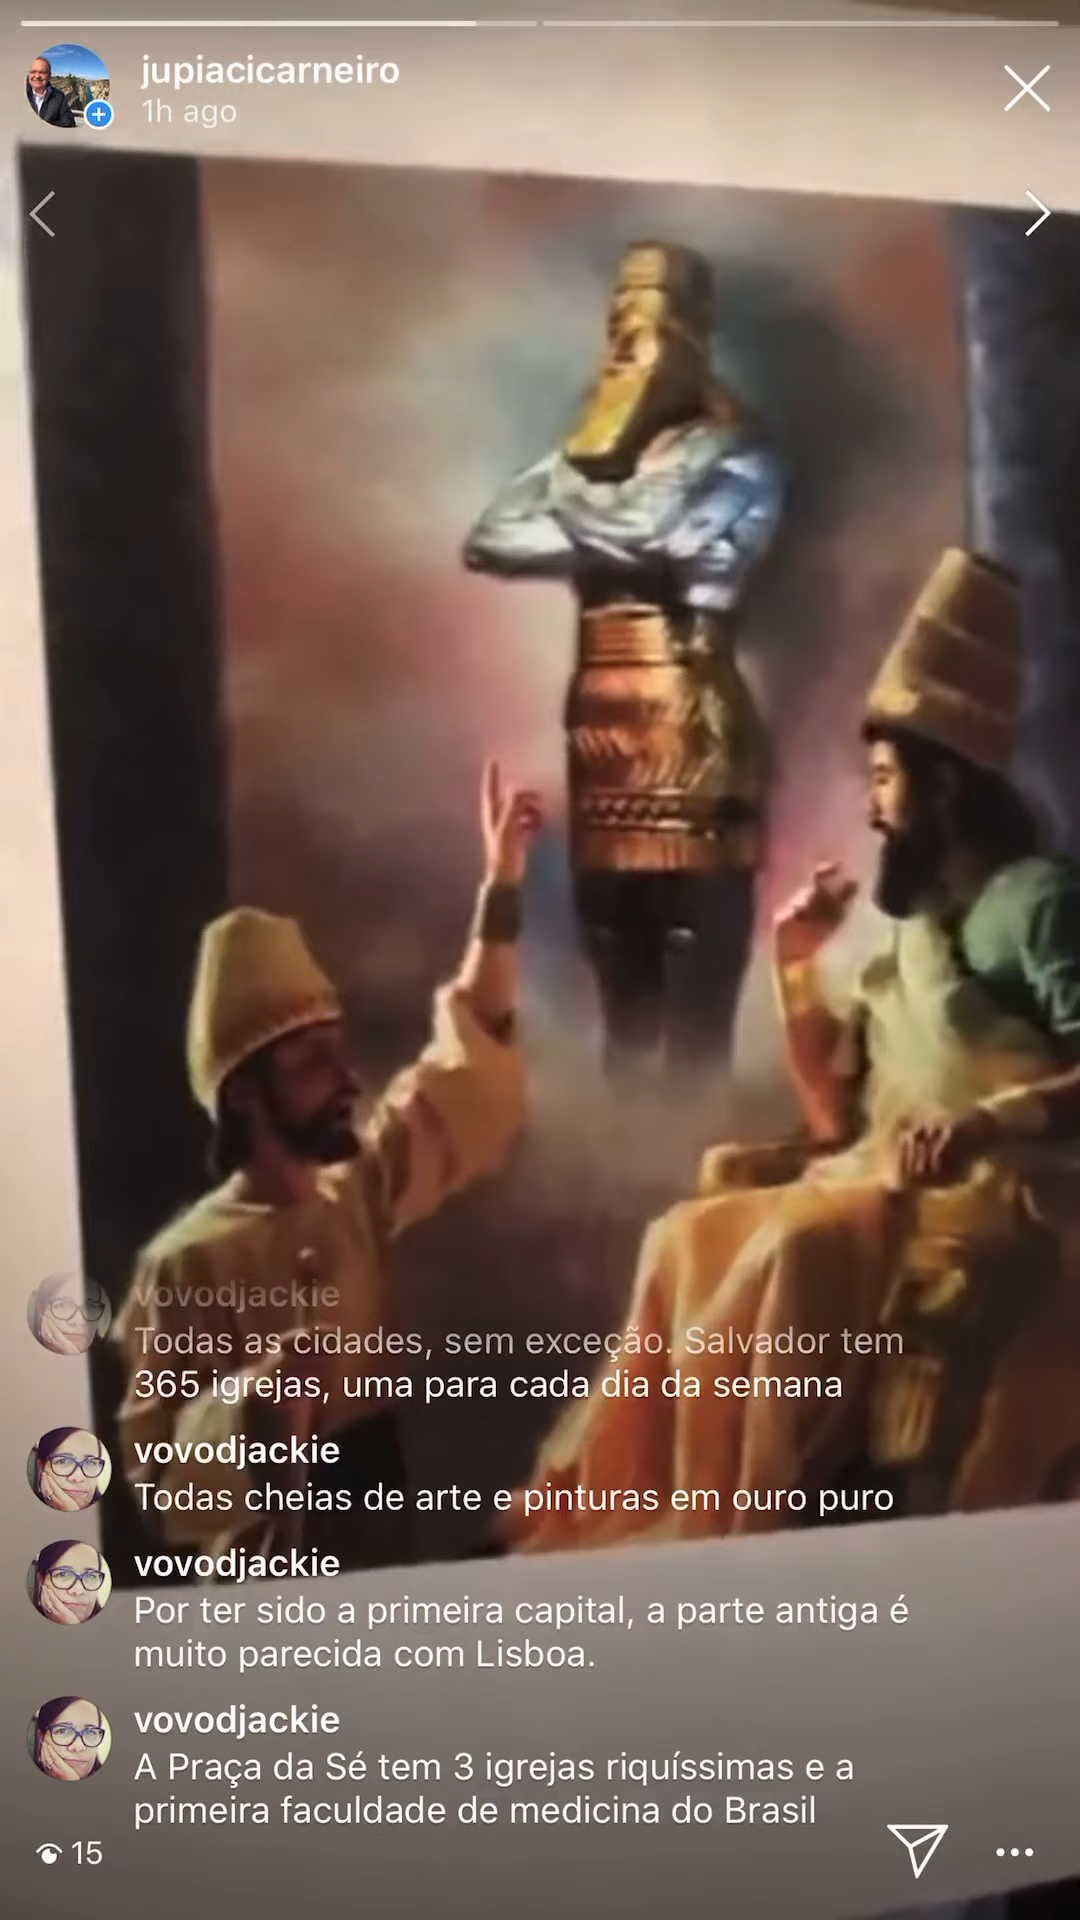 jupiacicarneiro
1h ago
vovodjackie
Todas as cidades, sem exceção. Salvador tem
365 igrejas, uma para cada dia da semana
vovodjackie
Todas cheias de arte e pinturas em ouro puro
vovodjackie
Por ter sido a primeira capital, a parte antiga é
muito parecida com Lisboa.
vovodjackie
A Praça da Sé tem 3 igrejas riquíssimas e a
primeira faculdade de medicina do Brasil
15